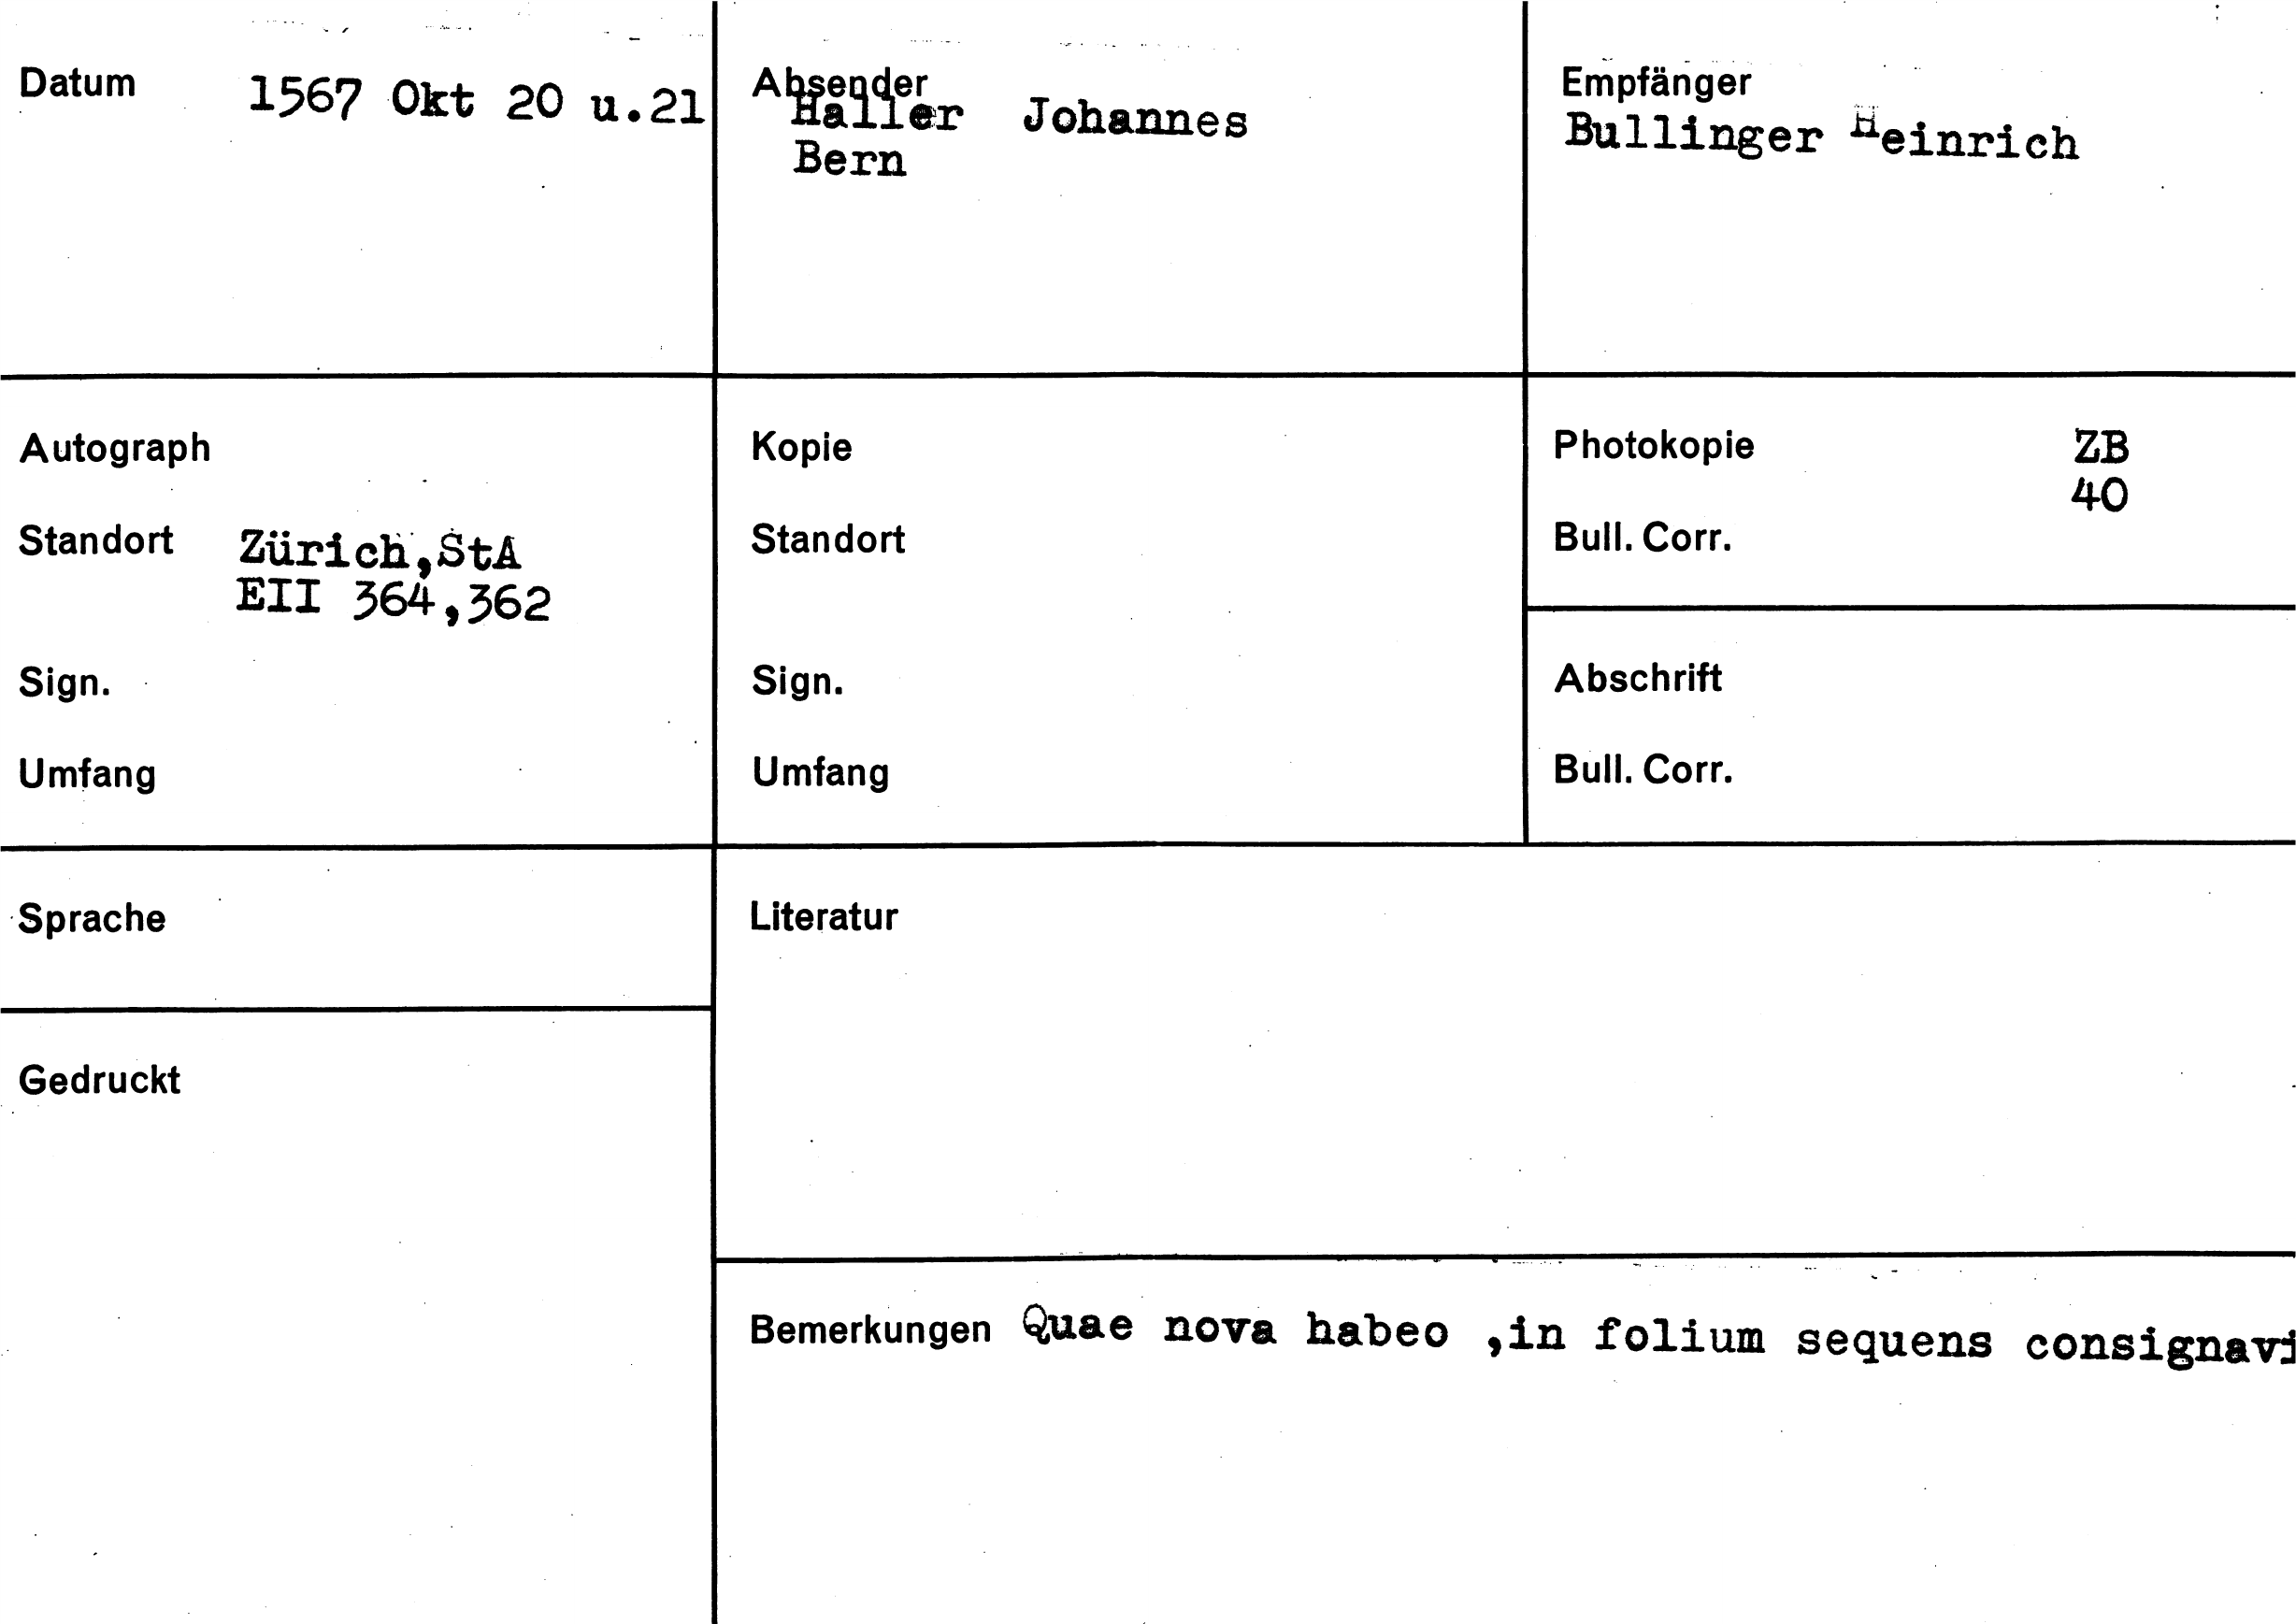 Datum 1567 Okt 20 u.21
Absender
Haller Johannes
Bern
Empfänger
Bullinger Heinrich
Autograph
Standort Zürich,StA
EII 364,362
Sign.
Umfang
Kopie
Standort
Sign.
Umfang
Photokopie ZB
40
Bull. Corr.
Abschrift
Bull. Corr.
Sprache
Literatur
Gedruckt
Bemerkungen Quae nova habeo ,in folium sequens consignavi